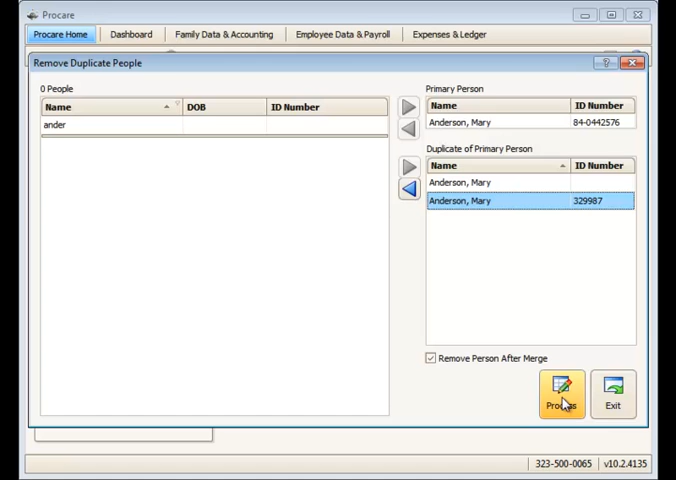 Procare
Procare Home Dashboard Family Data & Accounting Employee Data & Payroll Expenses & Ledger
Remove Duplicate People
?
0 People
Name DOB ID Number
ander
Primary Person
Name ID Number
Anderson, Mary 84-0442576
Duplicate of Primary Person
Name ID Number
Anderson, Mary
Anderson, Mary 329987
Remove Person After Merge
Process Exit
323-500-0065 v10.2.4135